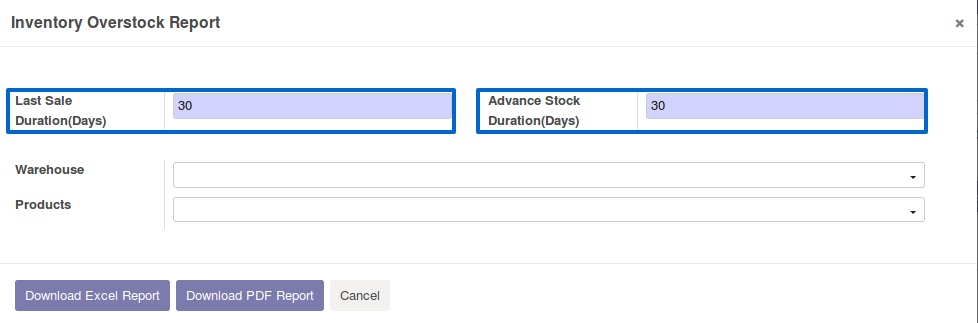 Inventory Overstock Report ×
Last Sale Duration(Days) 30 Advance Stock Duration(Days) 30
Warehouse
Products
Download Excel Report Download PDF Report Cancel